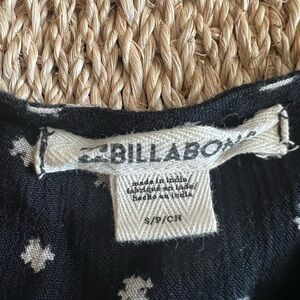 BILLABONG
made in india
fabriqué en inde
hecho en india
S/P/CH